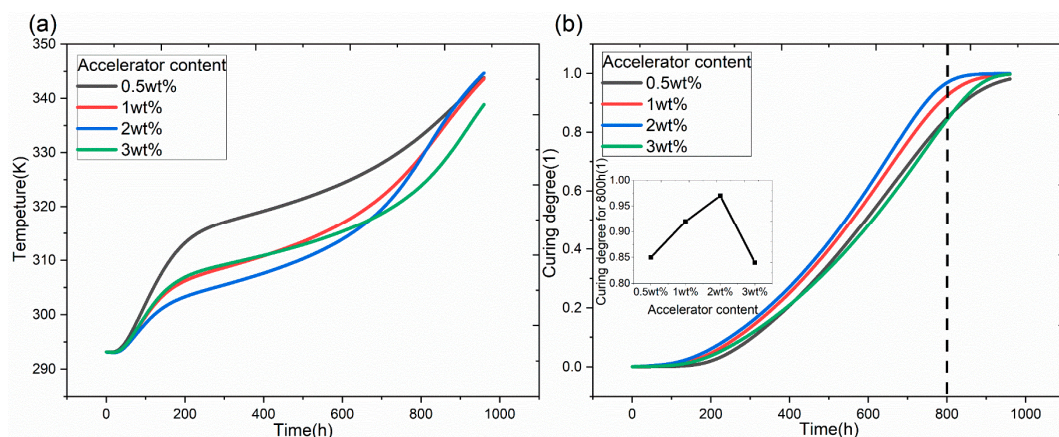 (a)
350
340
330
320
310
300
290
Tempeture(K)
Accelerator content
0.5wt%
1wt%
2wt%
3wt%
0 200 400 600 800 1000
Time(h)
(b)
1.0
0.8
0.6
0.4
0.2
0.0
Curing degree(1)
Accelerator content
0.5wt%
1wt%
2wt%
3wt%
Curing degree for 800h(1)
1.00
0.95
0.90
0.85
0.80
0.5wt% 1wt% 2wt% 3wt%
Accelerator content
0 200 400 600 800 1000
Time(h)